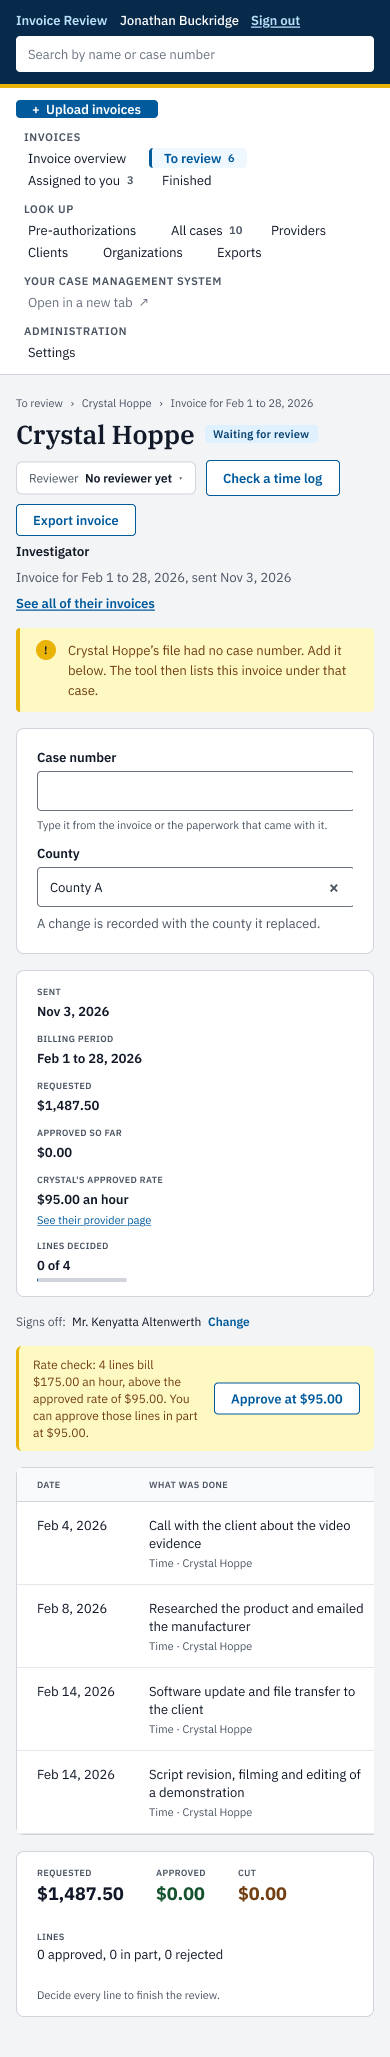 Invoice Review Jonathan Buckridge Sign out
Search by name or case number
+ Upload invoices
INVOICES
Invoice overview To review 6
Assigned to you 3 Finished
LOOK UP
Pre-authorizations All cases 10 Providers
Clients Organizations Exports
YOUR CASE MANAGEMENT SYSTEM
Open in a new tab ↗
ADMINISTRATION
Settings
To review › Crystal Hoppe › Invoice for Feb 1 to 28, 2026
Crystal Hoppe Waiting for review
Reviewer No reviewer yet
Check a time log
Export invoice
Investigator
Invoice for Feb 1 to 28, 2026, sent Nov 3, 2026
See all of their invoices
! Crystal Hoppe's file had no case number. Add it
below. The tool then lists this invoice under that
case.
Case number
Type it from the invoice or the paperwork that came with it.
County
County A ×
A change is recorded with the county it replaced.
SENT
Nov 3, 2026
BILLING PERIOD
Feb 1 to 28, 2026
REQUESTED
$1,487.50
APPROVED SO FAR
$0.00
CRYSTAL'S APPROVED RATE
$95.00 an hour
See their provider page
LINES DECIDED
0 of 4
Signs off: Mr. Kenyatta Altenwerth Change
Rate check: 4 lines bill
$175.00 an hour, above the
approved rate of $95.00. You
can approve those lines in part
at $95.00.
Approve at $95.00
DATE WHAT WAS DONE
Feb 4, 2026 Call with the client about the video
evidence
Time · Crystal Hoppe
Feb 8, 2026 Researched the product and emailed
the manufacturer
Time · Crystal Hoppe
Feb 14, 2026 Software update and file transfer to
the client
Time · Crystal Hoppe
Feb 14, 2026 Script revision, filming and editing of
a demonstration
Time · Crystal Hoppe
REQUESTED APPROVED CUT
$1,487.50 $0.00 $0.00
LINES
0 approved, 0 in part, 0 rejected
Decide every line to finish the review.